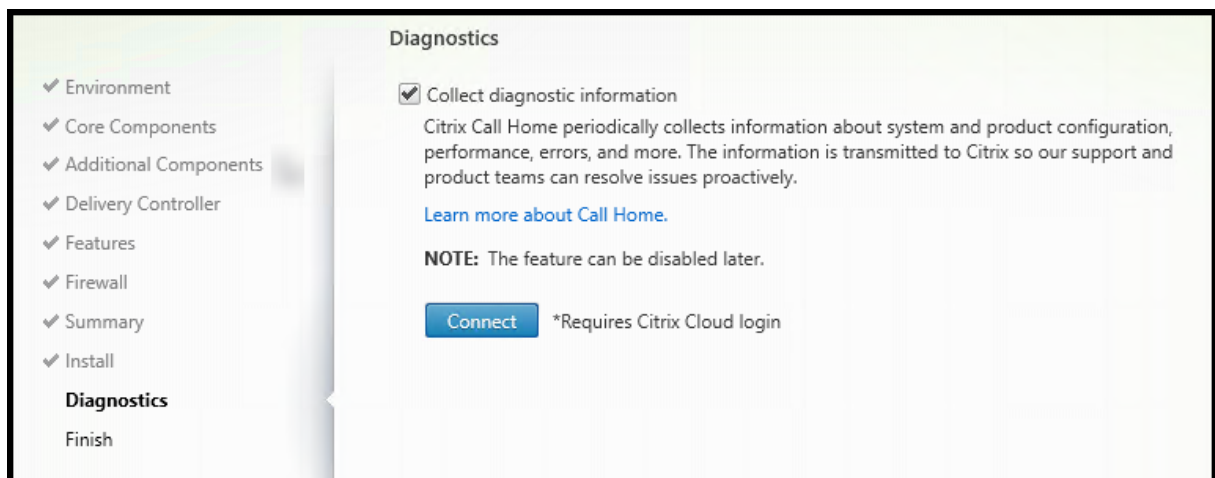 Diagnostics
Environment
Core Components
Additional Components
Delivery Controller
Features
Firewall
Summary
Install
Diagnostics
Finish
Collect diagnostic information
Citrix Call Home periodically collects information about system and product configuration,
performance, errors, and more. The information is transmitted to Citrix so our support and
product teams can resolve issues proactively.
Learn more about Call Home.
NOTE: The feature can be disabled later.
Connect *Requires Citrix Cloud login